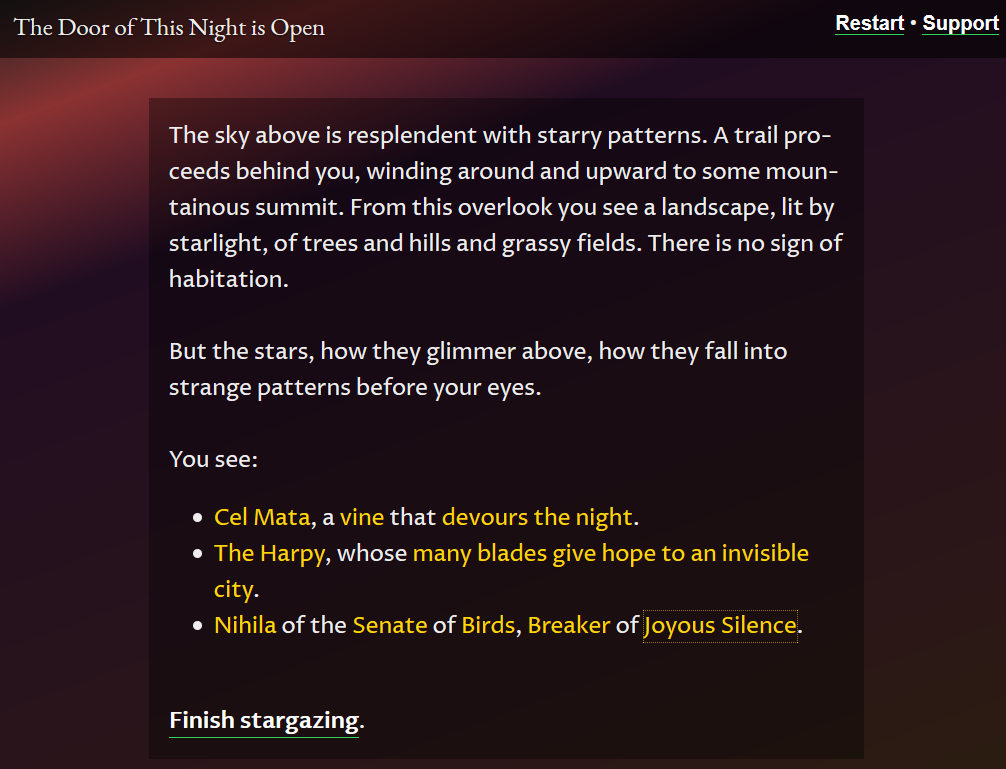 The Door of This Night is Open
Restart • Support
The sky above is resplendent with starry patterns. A trail pro-
ceeds behind you, winding around and upward to some moun-
tainous summit. From this overlook you see a landscape, lit by
starlight, of trees and hills and grassy fields. There is no sign of
habitation.
But the stars, how they glimmer above, how they fall into
strange patterns before your eyes.
You see:
• Cel Mata, a vine that devours the night.
• The Harpy, whose many blades give hope to an invisible
city.
• Nihila of the Senate of Birds, Breaker of Joyous Silence.
Finish stargazing.